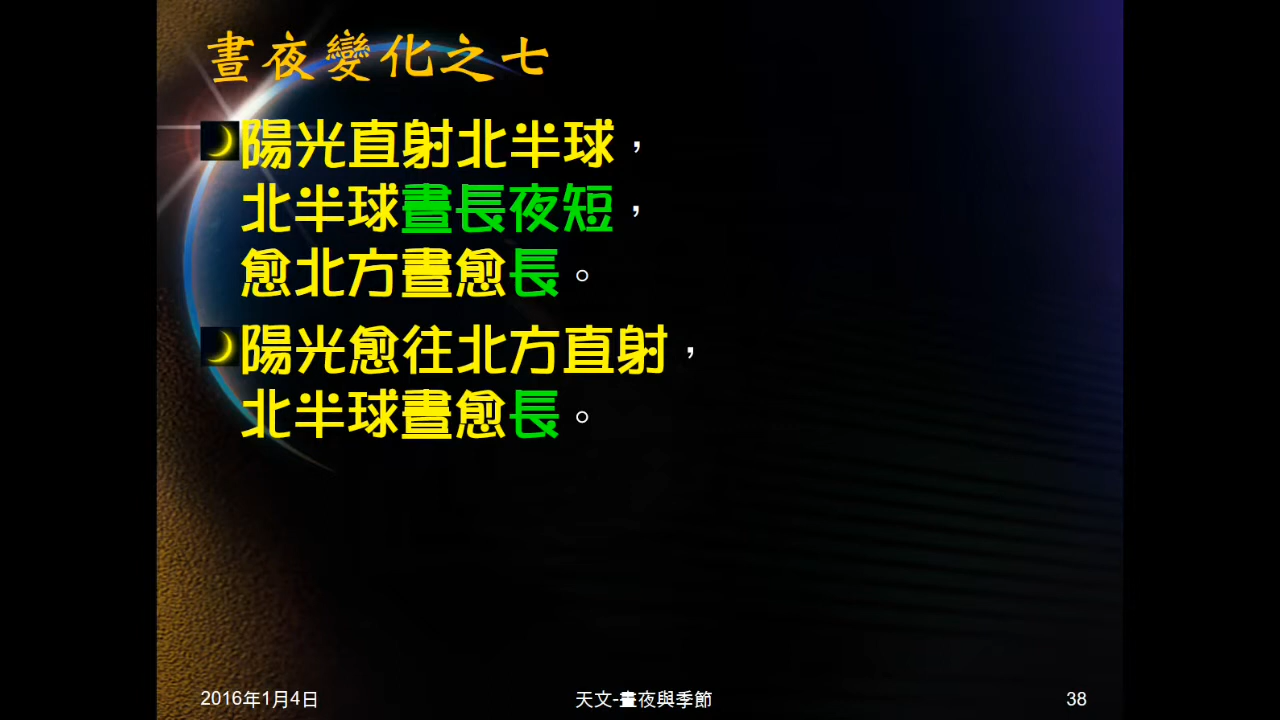 晝夜變化之七
陽光直射北半球，
北半球晝長夜短，
愈北方晝愈長。
陽光愈往北方直射，
北半球晝愈長。
2016年1月4日
天文-晝夜與季節
38